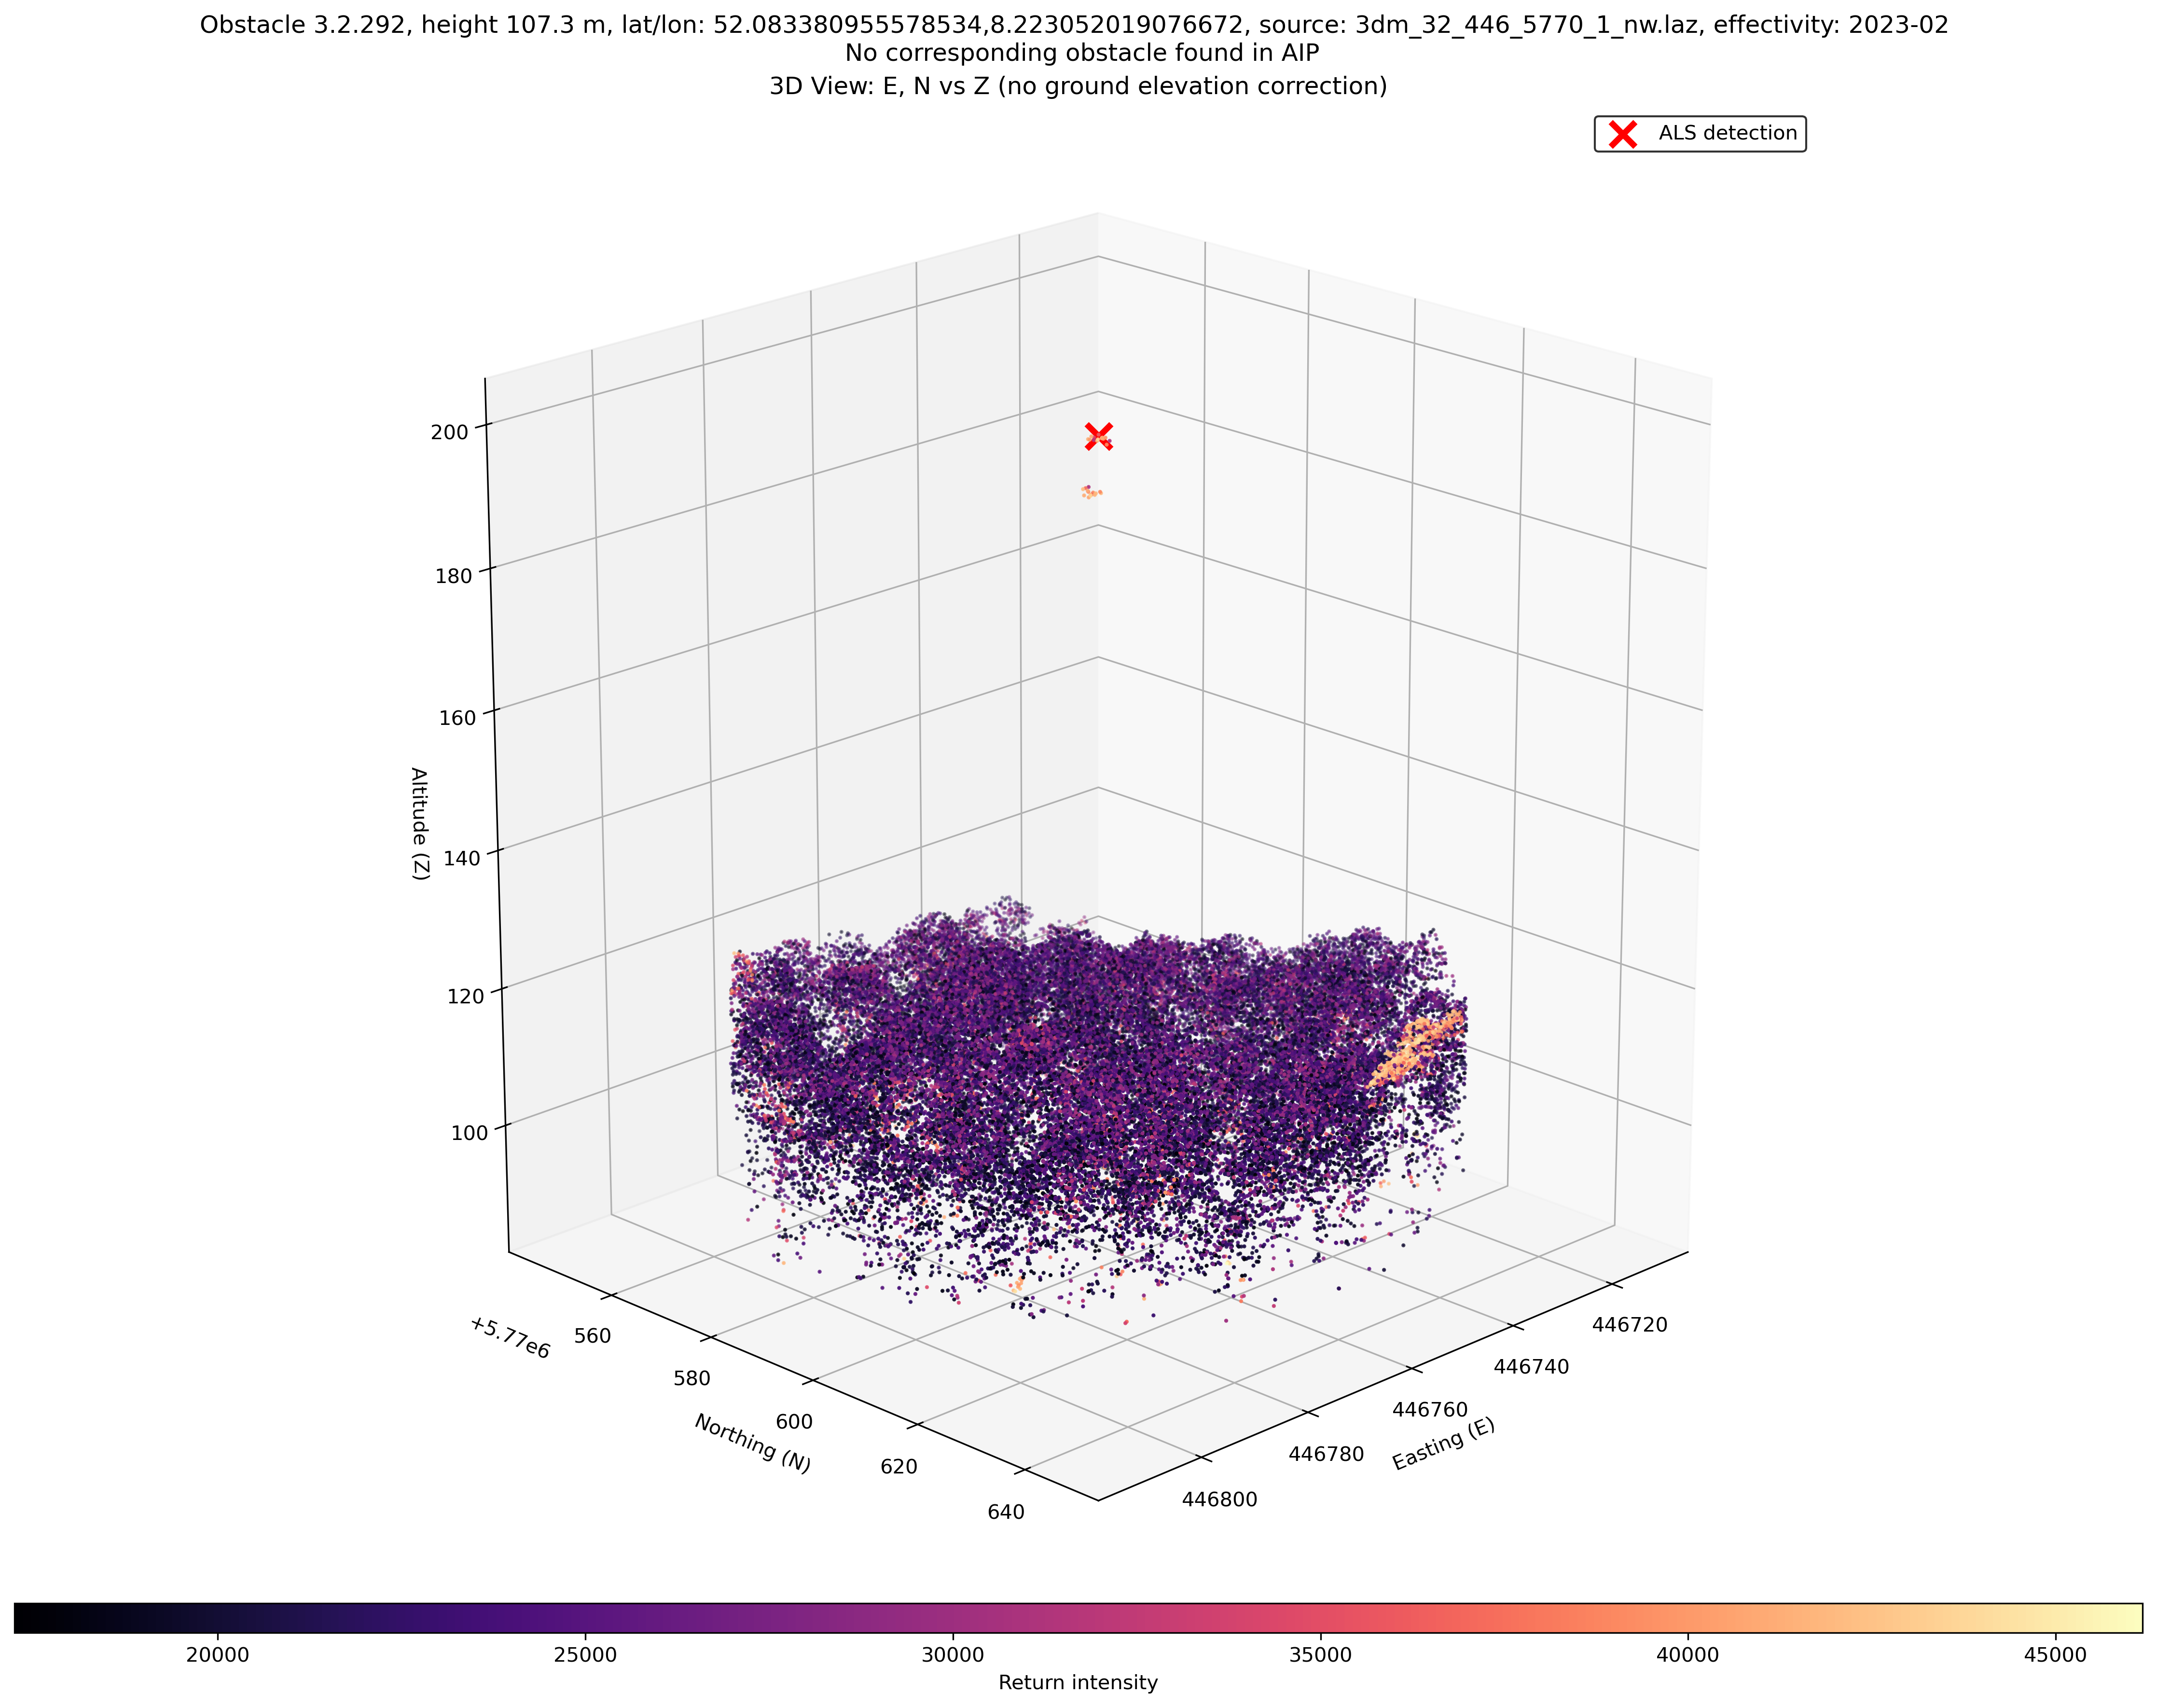 Obstacle 3.2.292, height 107.3 m, lat/lon: 52.083380955578534,8.223052019076672, source: 3dm_32_446_5770_1_nw.laz, effectivity: 2023-02
No corresponding obstacle found in AIP
3D View: E, N vs Z (no ground elevation correction)
ALS detection
200
180
160
140
120
100
Altitude (Z)
+5.77e6
560
580
600
620
640
Northing (N)
446720
446740
446760
446780
446800
Easting (E)
20000
25000
30000
35000
40000
45000
Return intensity